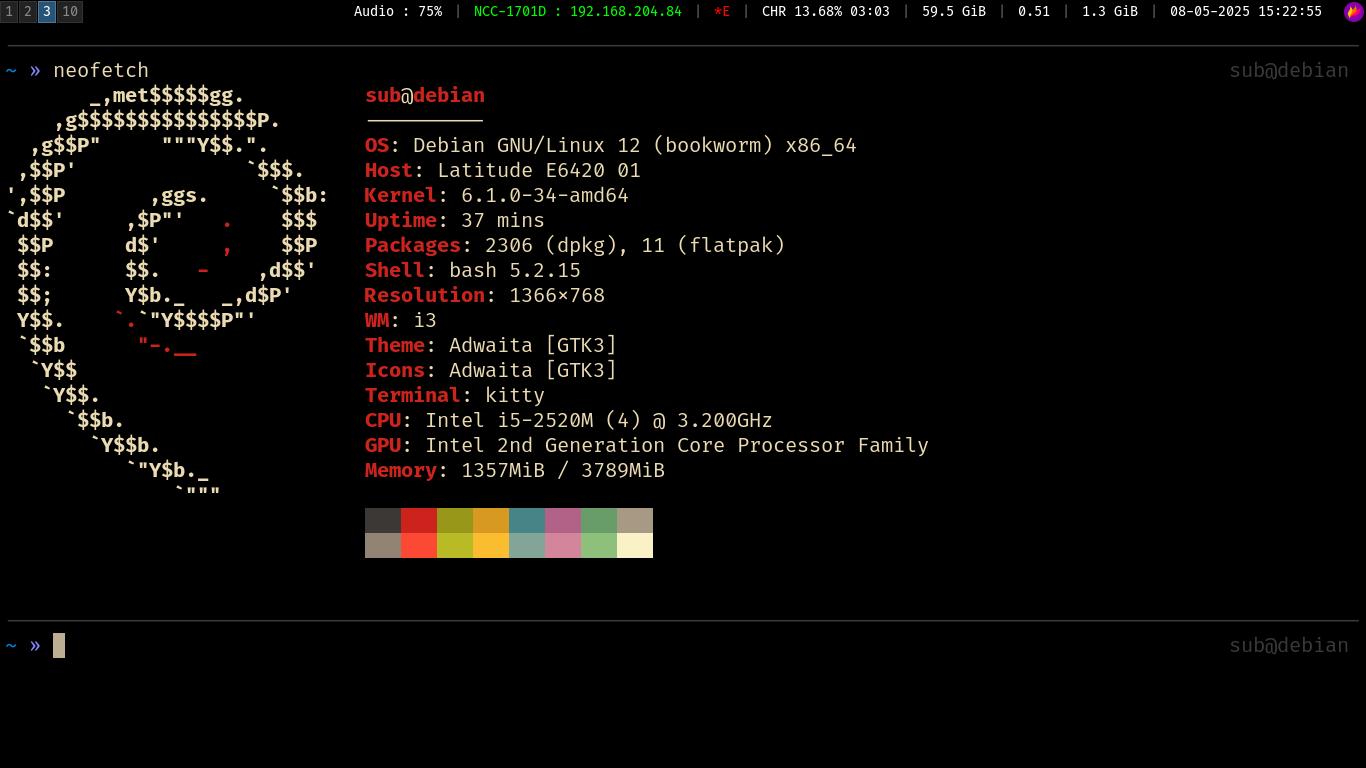 1 2 3 10 Audio : 75% | NCC-1701D : 192.168.204.84 | *E | CHR 13.68% 03:03 | 59.5 GiB | 0.51 | 1.3 GiB | 08-05-2025 15:22:55
~ » neofetch sub@debian
_,met$$$$$gg. sub@debian
,g$$$$$$$$$$$$$$$P. ──────────
,g$$P" """Y$$.". OS: Debian GNU/Linux 12 (bookworm) x86_64
,$$P' `$$$. Host: Latitude E6420 01
',$$P ,ggs. `$$b: Kernel: 6.1.0-34-amd64
`d$$' ,$P"' . $$$ Uptime: 37 mins
$$P d$' , $$P Packages: 2306 (dpkg), 11 (flatpak)
$$: $$. - ,d$$' Shell: bash 5.2.15
$$; Y$b._ _,d$P' Resolution: 1366×768
Y$$. `.`"Y$$$$P"' WM: i3
`$$b "-.__ Theme: Adwaita [GTK3]
`Y$$ Icons: Adwaita [GTK3]
`Y$$. Terminal: kitty
`$$b. CPU: Intel i5-2520M (4) @ 3.200GHz
`Y$$b. GPU: Intel 2nd Generation Core Processor Family
`"Y$b._ Memory: 1357MiB / 3789MiB
`"""
~ » sub@debian